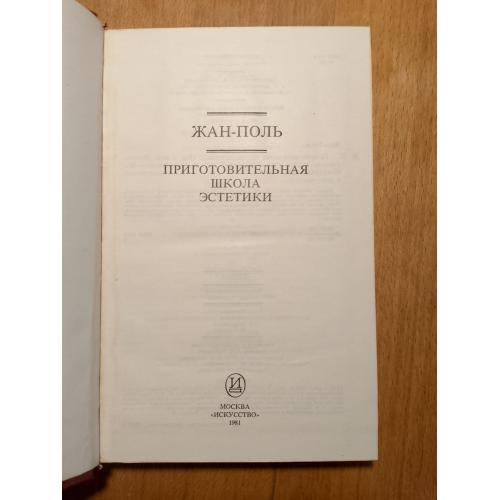 ЖАН-ПОЛЬ
ПРИГОТОВИТЕЛЬНАЯ
ШКОЛА
ЭСТЕТИКИ
И
МОСКВА
«ИСКУССТВО»
1981